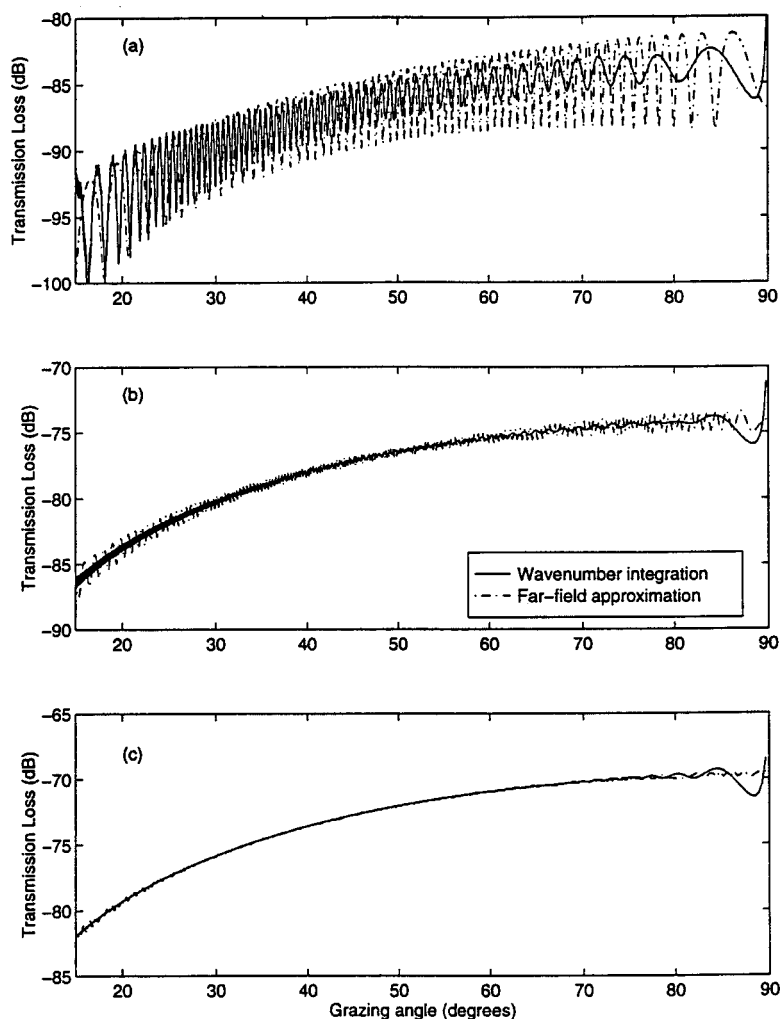 −80
(a)
−85
−90
−95
−100
Transmission Loss (dB)
20 30 40 50 60 70 80 90
−70
(b)
−75
−80
−85
−90
Transmission Loss (dB)
Wavenumber integration
Far−field approximation
20 30 40 50 60 70 80 90
−65
(c)
−70
−75
−80
−85
Transmission Loss (dB)
20 30 40 50 60 70 80 90
Grazing angle (degrees)